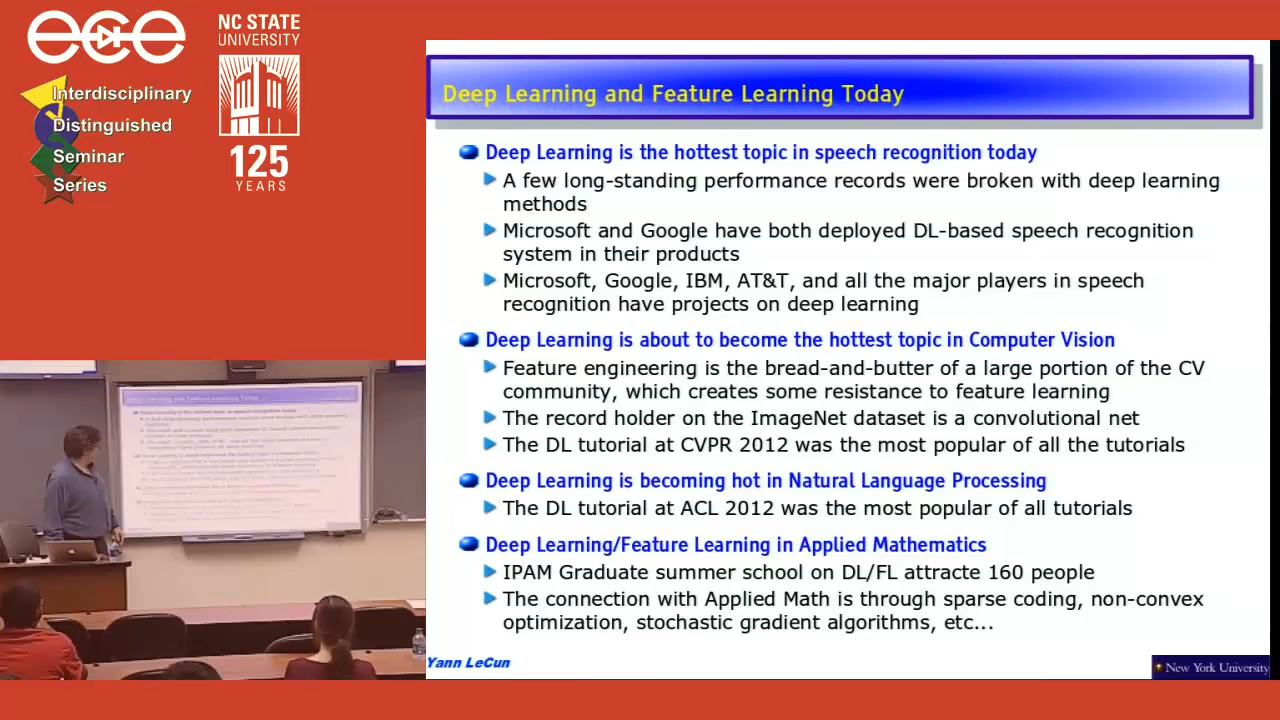 ece
Interdisciplinary
Distinguished
Seminar
Series
NC STATE
UNIVERSITY
125
YEARS
Deep Learning and Feature Learning Today
Deep Learning is the hottest topic in speech recognition today
A few long-standing performance records were broken with deep learning
methods
Microsoft and Google have both deployed DL-based speech recognition
system in their products
Microsoft, Google, IBM, AT&T, and all the major players in speech
recognition have projects on deep learning
Deep Learning is about to become the hottest topic in Computer Vision
Feature engineering is the bread-and-butter of a large portion of the CV
community, which creates some resistance to feature learning
The record holder on the ImageNet dataset is a convolutional net
The DL tutorial at CVPR 2012 was the most popular of all the tutorials
Deep Learning is becoming hot in Natural Language Processing
The DL tutorial at ACL 2012 was the most popular of all tutorials
Deep Learning/Feature Learning in Applied Mathematics
IPAM Graduate summer school on DL/FL attracte 160 people
The connection with Applied Math is through sparse coding, non-convex
optimization, stochastic gradient algorithms, etc...
Yann LeCun
New York University